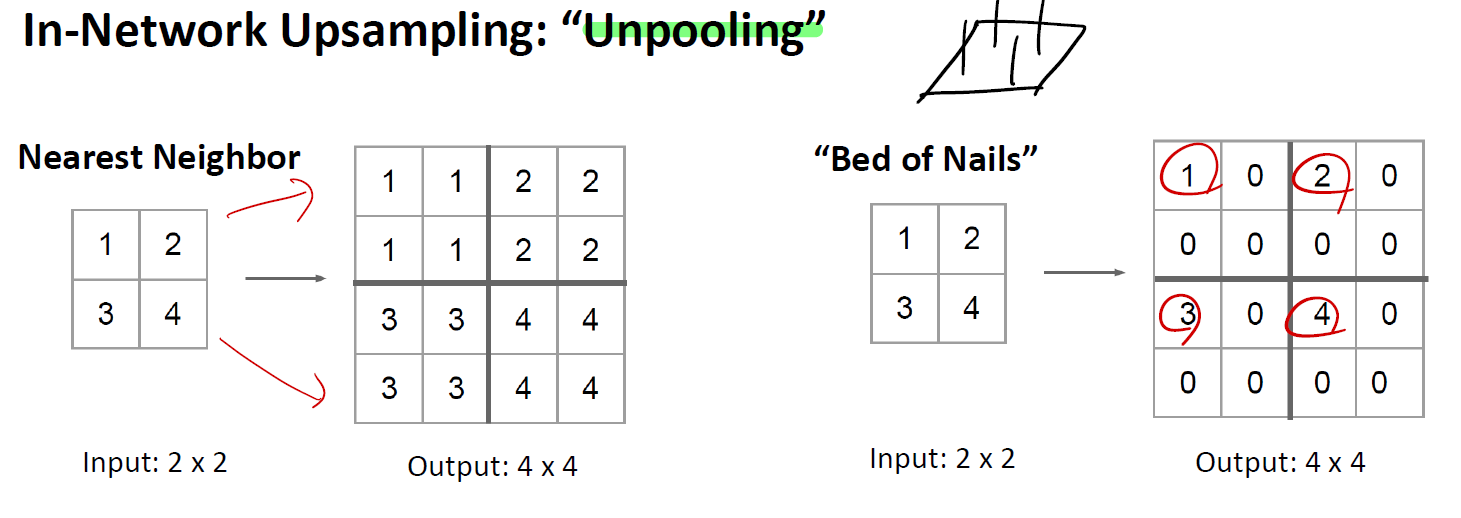 In-Network Upsampling: “Unpooling”
Nearest Neighbor
1 2
3 4
1 1 2 2
1 1 2 2
3 3 4 4
3 3 4 4
Input: 2 x 2
Output: 4 x 4
“Bed of Nails”
1 2
3 4
1 0 2 0
0 0 0 0
3 0 4 0
0 0 0 0
Input: 2 x 2
Output: 4 x 4